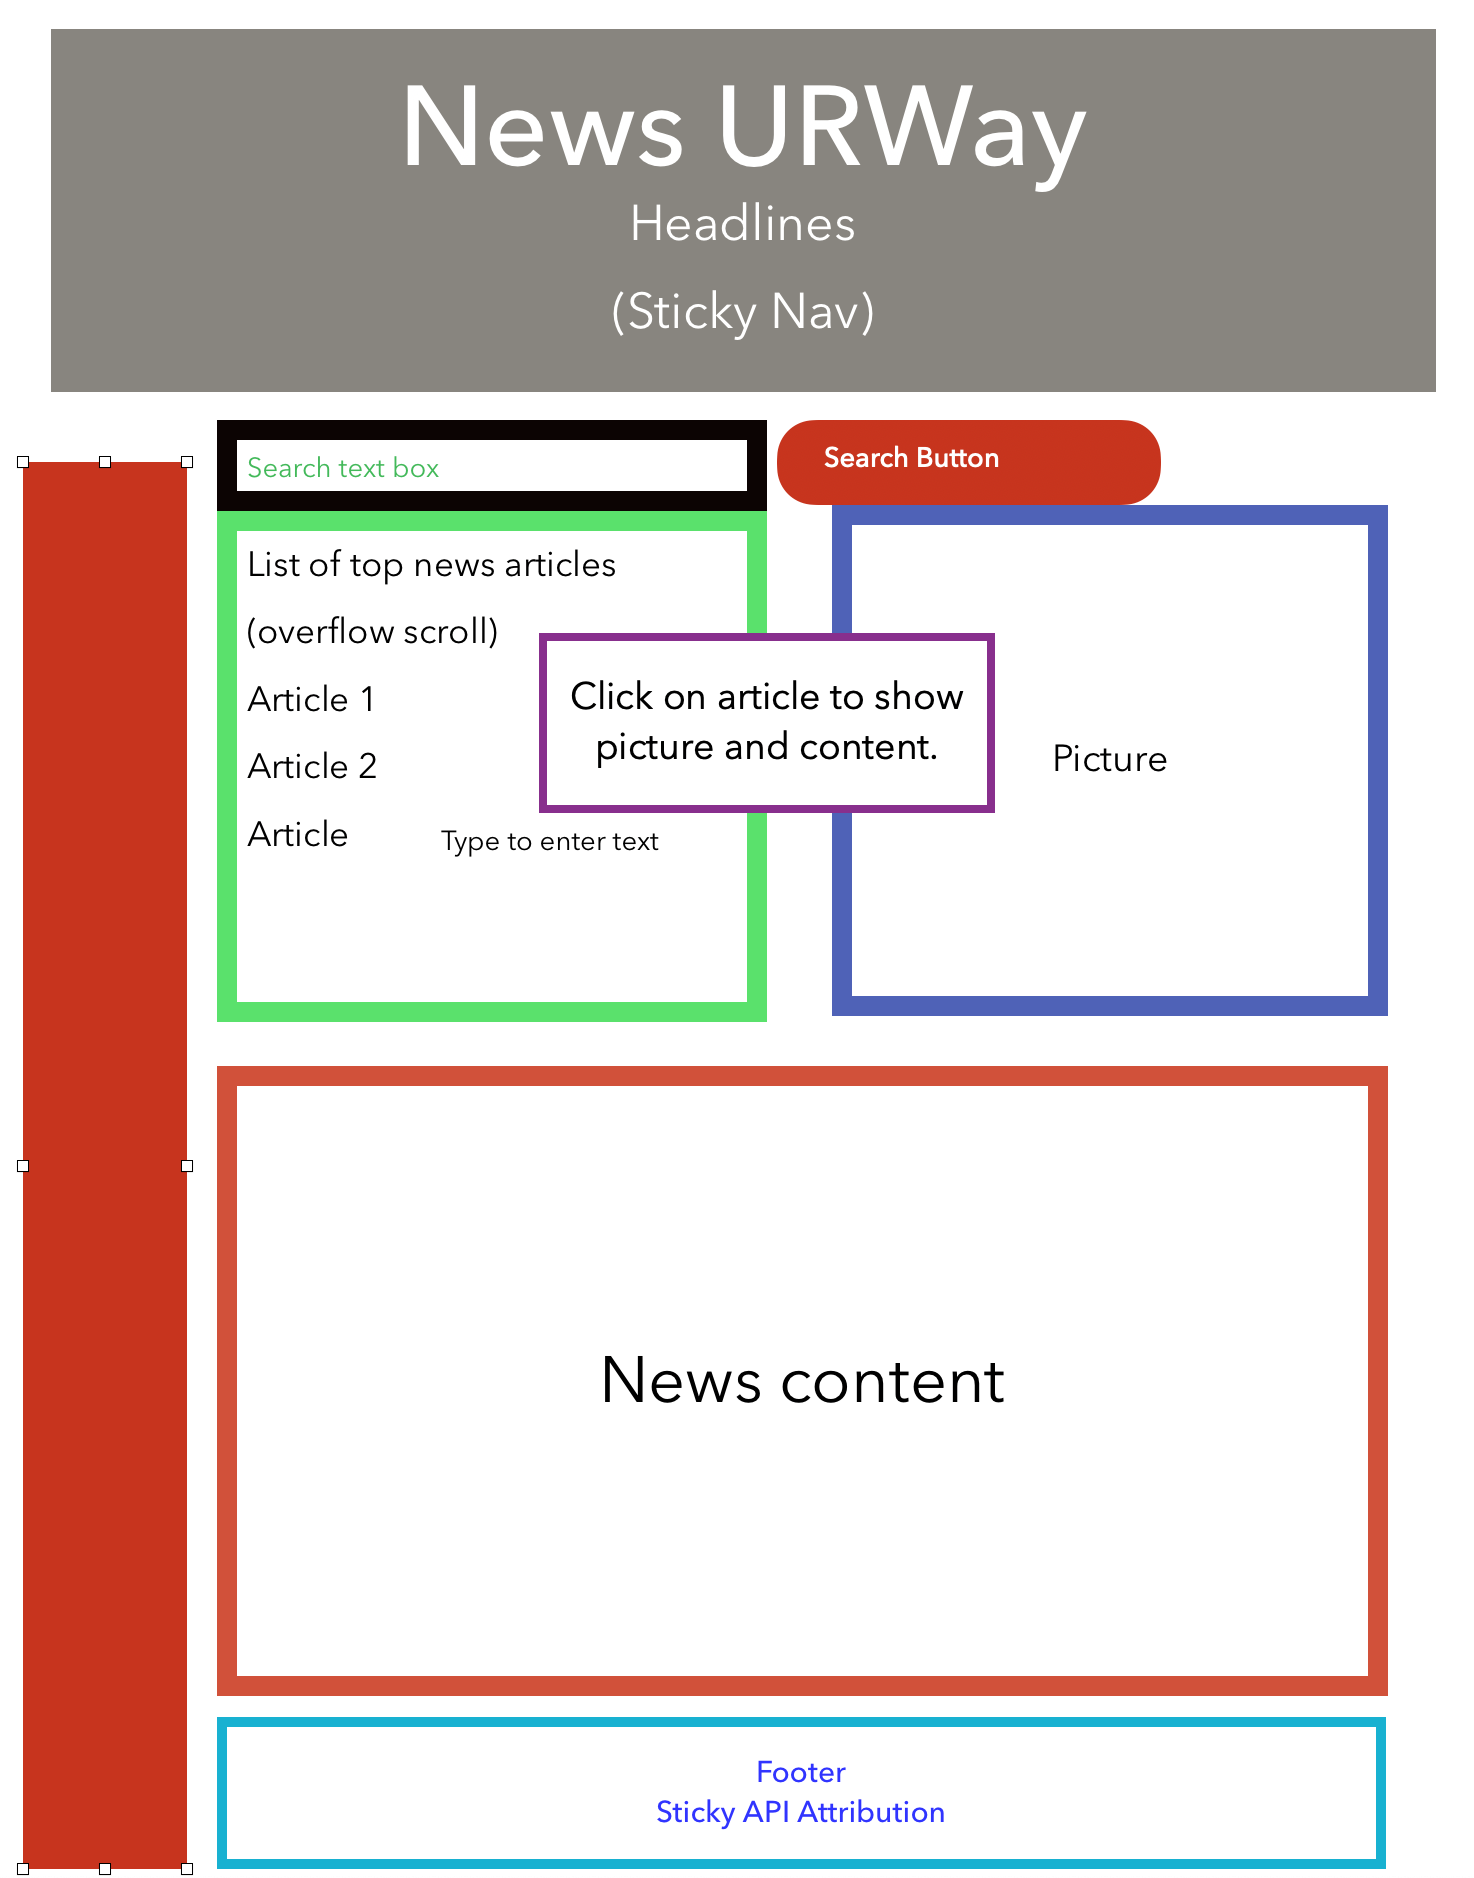 News URWay
Headlines
(Sticky Nav)
Search text box
Search Button
List of top news articles
(overflow scroll)
Article 1
Article 2
Article
Type to enter text
Click on article to show
picture and content.
Picture
News content
Footer
Sticky API Attribution